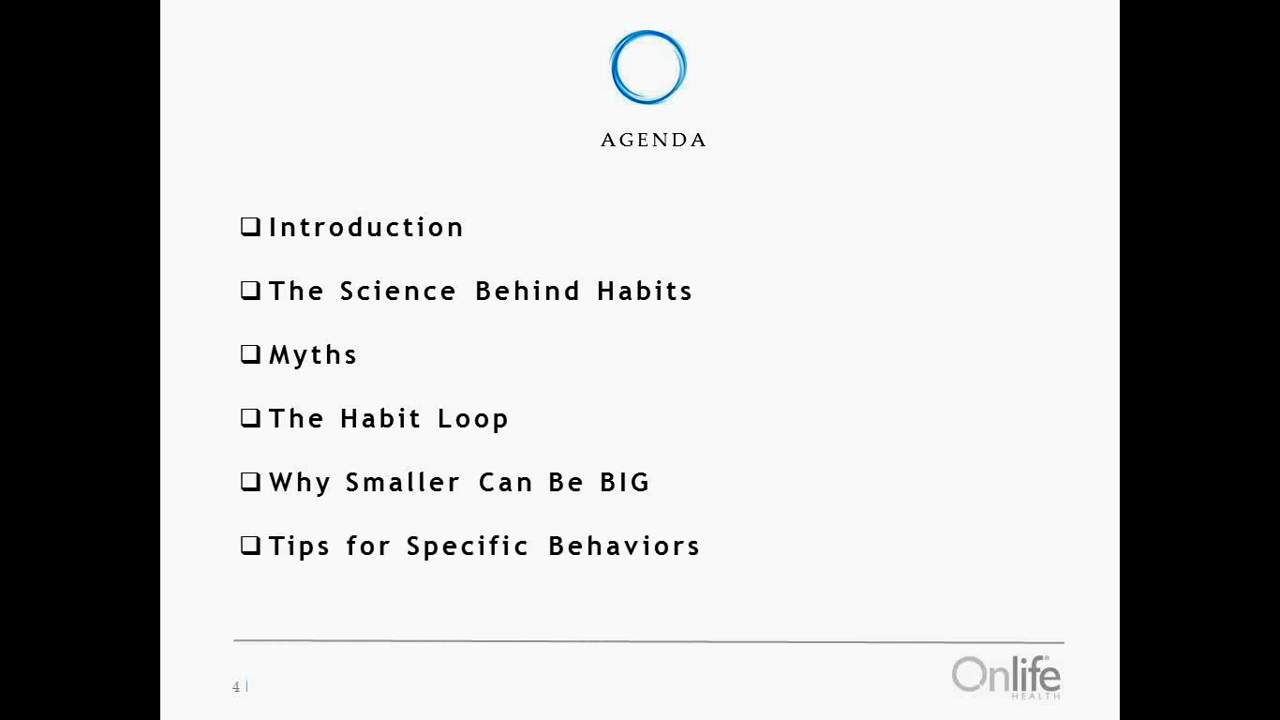 AGENDA
Introduction
The Science Behind Habits
Myths
The Habit Loop
Why Smaller Can Be BIG
Tips for Specific Behaviors
4
Onlife
HEALTH